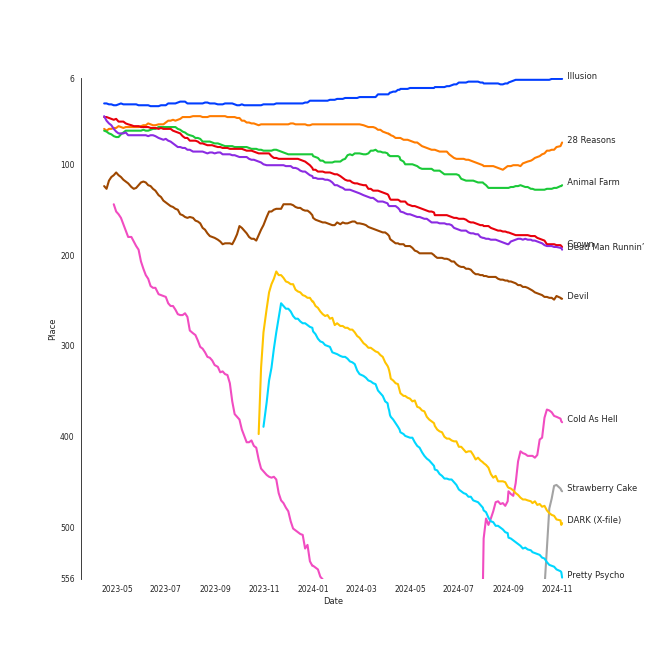 6
100
200
300
400
500
556
Place
2023-05
2023-07
2023-09
2023-11
2024-01
2024-03
2024-05
2024-07
2024-09
2024-11
Date
Illusion
28 Reasons
Animal Farm
Crown
Dead Man Runnin'
Devil
Cold As Hell
Strawberry Cake
DARK (X-file)
Pretty Psycho